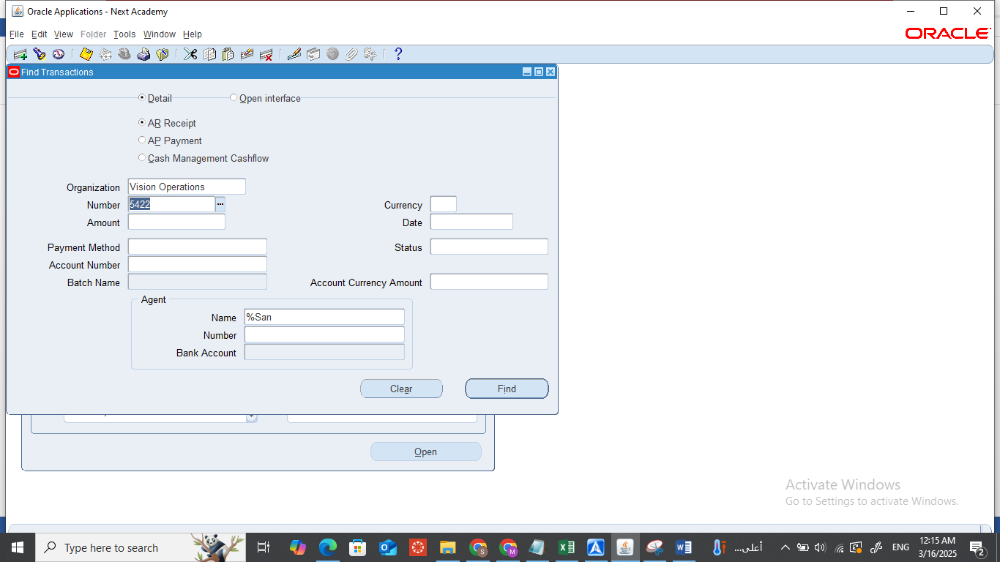 Oracle Applications - Next Academy
File Edit View Folder Tools Window Help
ORACLE
Find Transactions
Detail Open interface
AR Receipt
AP Payment
Cash Management Cashflow
Organization Vision Operations
Number 5422 Currency
Amount Date
Payment Method Status
Account Number
Batch Name Account Currency Amount
Agent
Name %San
Number
Bank Account
Clear Find
Open
Activate Windows
Go to Settings to activate Windows.
Type here to search
أعلى...
ENG
12:15 AM
3/16/2025
2